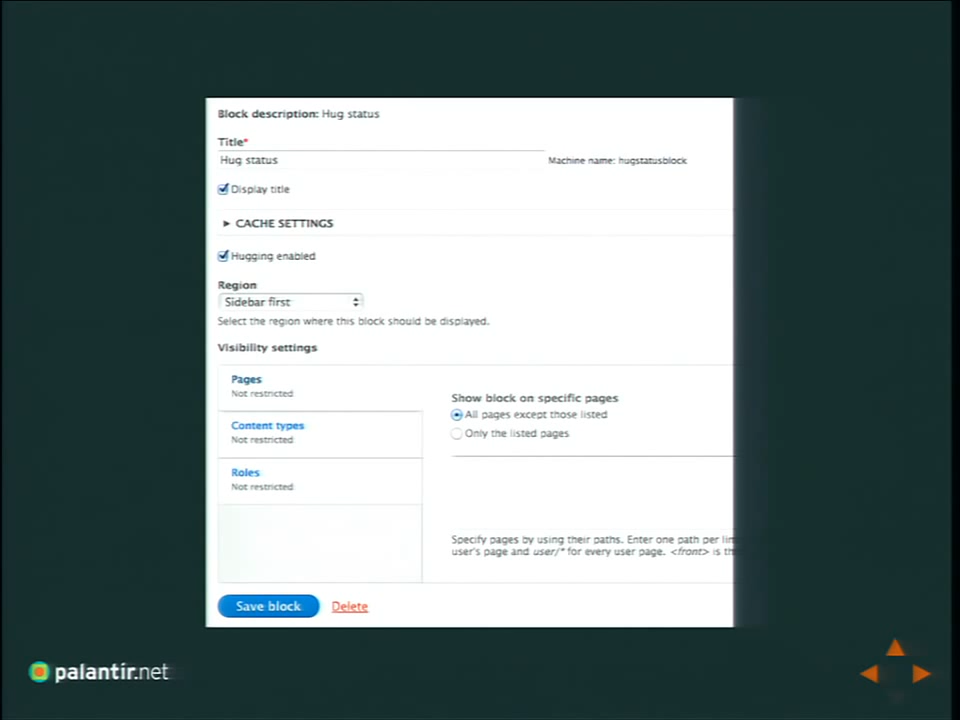 Block description: Hug status
Title*
Hug status
Machine name: hugstatusblock
Display title
► CACHE SETTINGS
Hugging enabled
Region
Sidebar first
Select the region where this block should be displayed.
Visibility settings
Pages
Not restricted
Content types
Not restricted
Roles
Not restricted
Show block on specific pages
All pages except those listed
Only the listed pages
Specify pages by using their paths. Enter one path per
user's page and user/* for every user page. <front> is
Save block
Delete
palantir.net